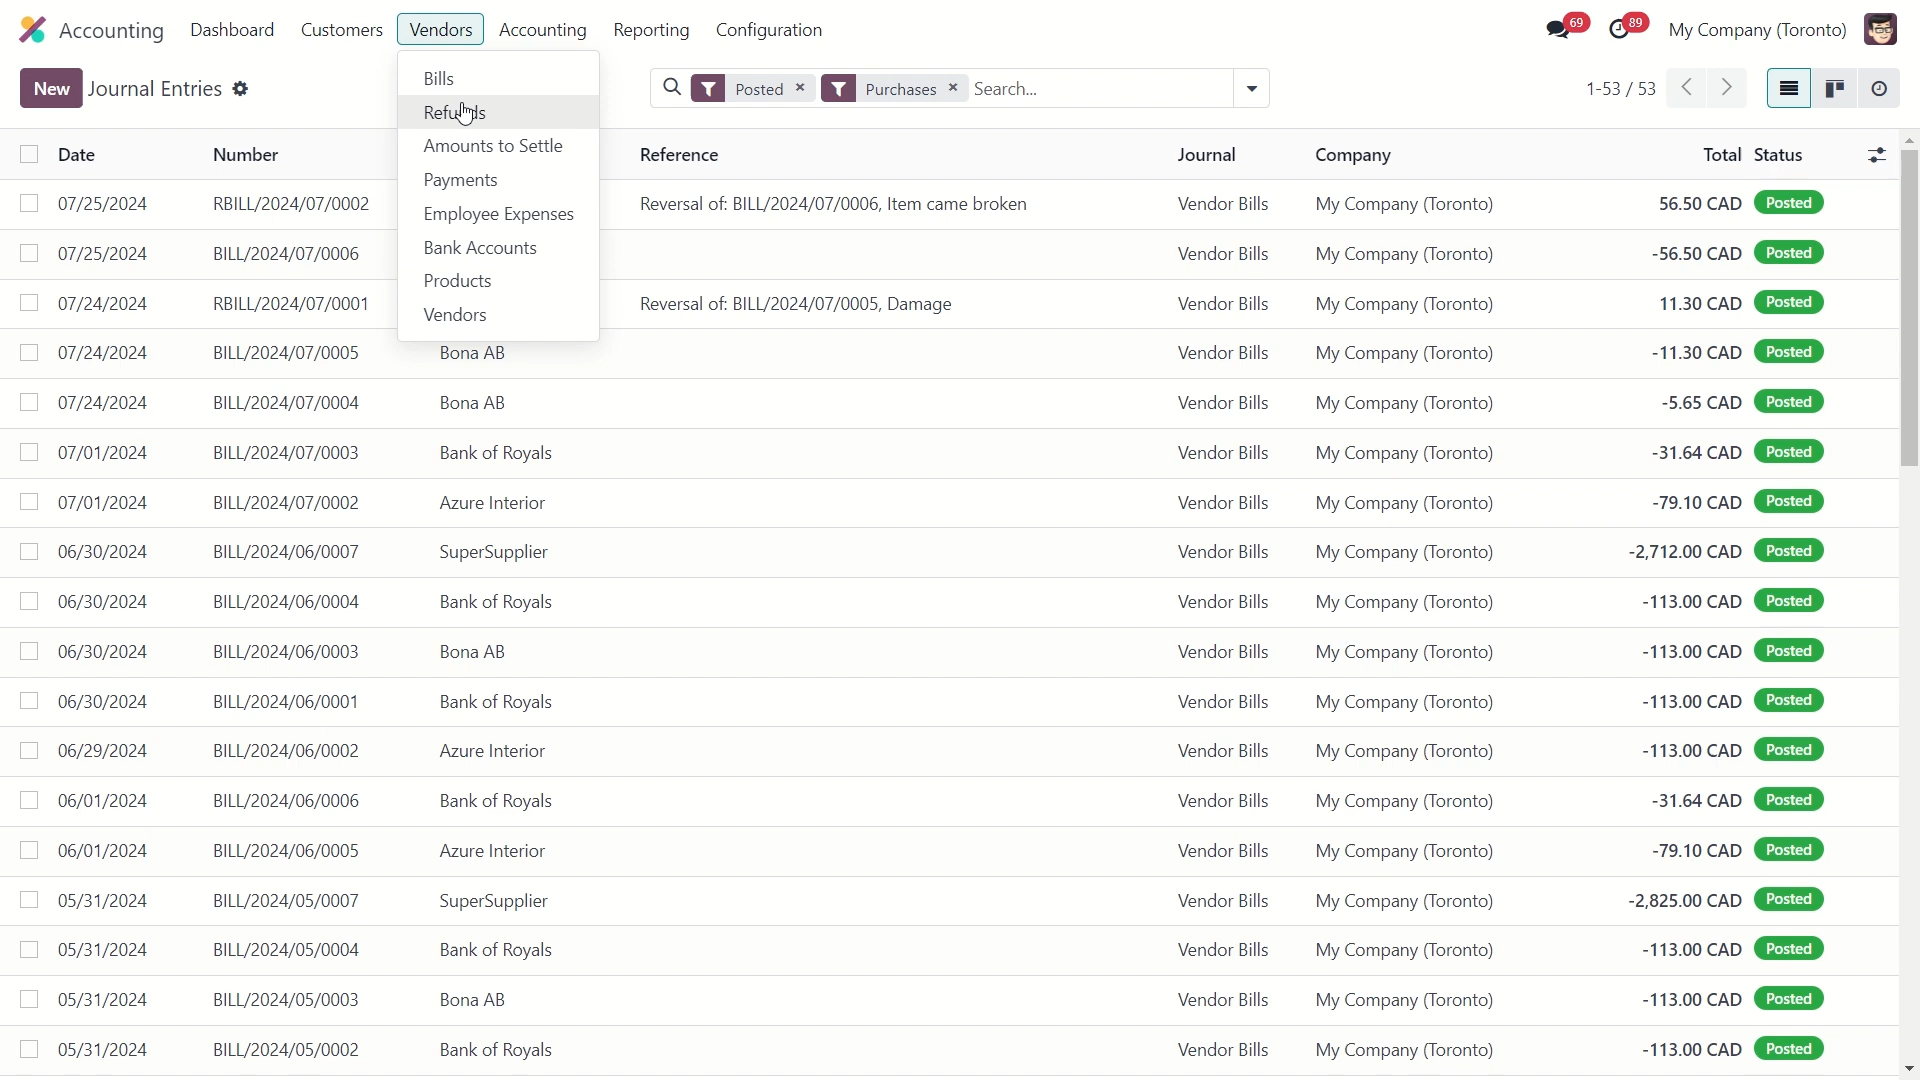 Accounting Dashboard Customers Vendors Accounting Reporting Configuration 69 89 My Company (Toronto)
New Journal Entries Posted × Purchases × Search... 1-53 / 53
Bills
Refunds
Amounts to Settle
Payments
Employee Expenses
Bank Accounts
Products
Vendors
Date Number Reference Journal Company Total Status
07/25/2024 RBILL/2024/07/0002 Reversal of: BILL/2024/07/0006, Item came broken Vendor Bills My Company (Toronto) 56.50 CAD Posted
07/25/2024 BILL/2024/07/0006 Vendor Bills My Company (Toronto) -56.50 CAD Posted
07/24/2024 RBILL/2024/07/0001 Reversal of: BILL/2024/07/0005, Damage Vendor Bills My Company (Toronto) 11.30 CAD Posted
07/24/2024 BILL/2024/07/0005 Bona AB Vendor Bills My Company (Toronto) -11.30 CAD Posted
07/24/2024 BILL/2024/07/0004 Bona AB Vendor Bills My Company (Toronto) -5.65 CAD Posted
07/01/2024 BILL/2024/07/0003 Bank of Royals Vendor Bills My Company (Toronto) -31.64 CAD Posted
07/01/2024 BILL/2024/07/0002 Azure Interior Vendor Bills My Company (Toronto) -79.10 CAD Posted
06/30/2024 BILL/2024/06/0007 SuperSupplier Vendor Bills My Company (Toronto) -2,712.00 CAD Posted
06/30/2024 BILL/2024/06/0004 Bank of Royals Vendor Bills My Company (Toronto) -113.00 CAD Posted
06/30/2024 BILL/2024/06/0003 Bona AB Vendor Bills My Company (Toronto) -113.00 CAD Posted
06/30/2024 BILL/2024/06/0001 Bank of Royals Vendor Bills My Company (Toronto) -113.00 CAD Posted
06/29/2024 BILL/2024/06/0002 Azure Interior Vendor Bills My Company (Toronto) -113.00 CAD Posted
06/01/2024 BILL/2024/06/0006 Bank of Royals Vendor Bills My Company (Toronto) -31.64 CAD Posted
06/01/2024 BILL/2024/06/0005 Azure Interior Vendor Bills My Company (Toronto) -79.10 CAD Posted
05/31/2024 BILL/2024/05/0007 SuperSupplier Vendor Bills My Company (Toronto) -2,825.00 CAD Posted
05/31/2024 BILL/2024/05/0004 Bank of Royals Vendor Bills My Company (Toronto) -113.00 CAD Posted
05/31/2024 BILL/2024/05/0003 Bona AB Vendor Bills My Company (Toronto) -113.00 CAD Posted
05/31/2024 BILL/2024/05/0002 Bank of Royals Vendor Bills My Company (Toronto) -113.00 CAD Posted